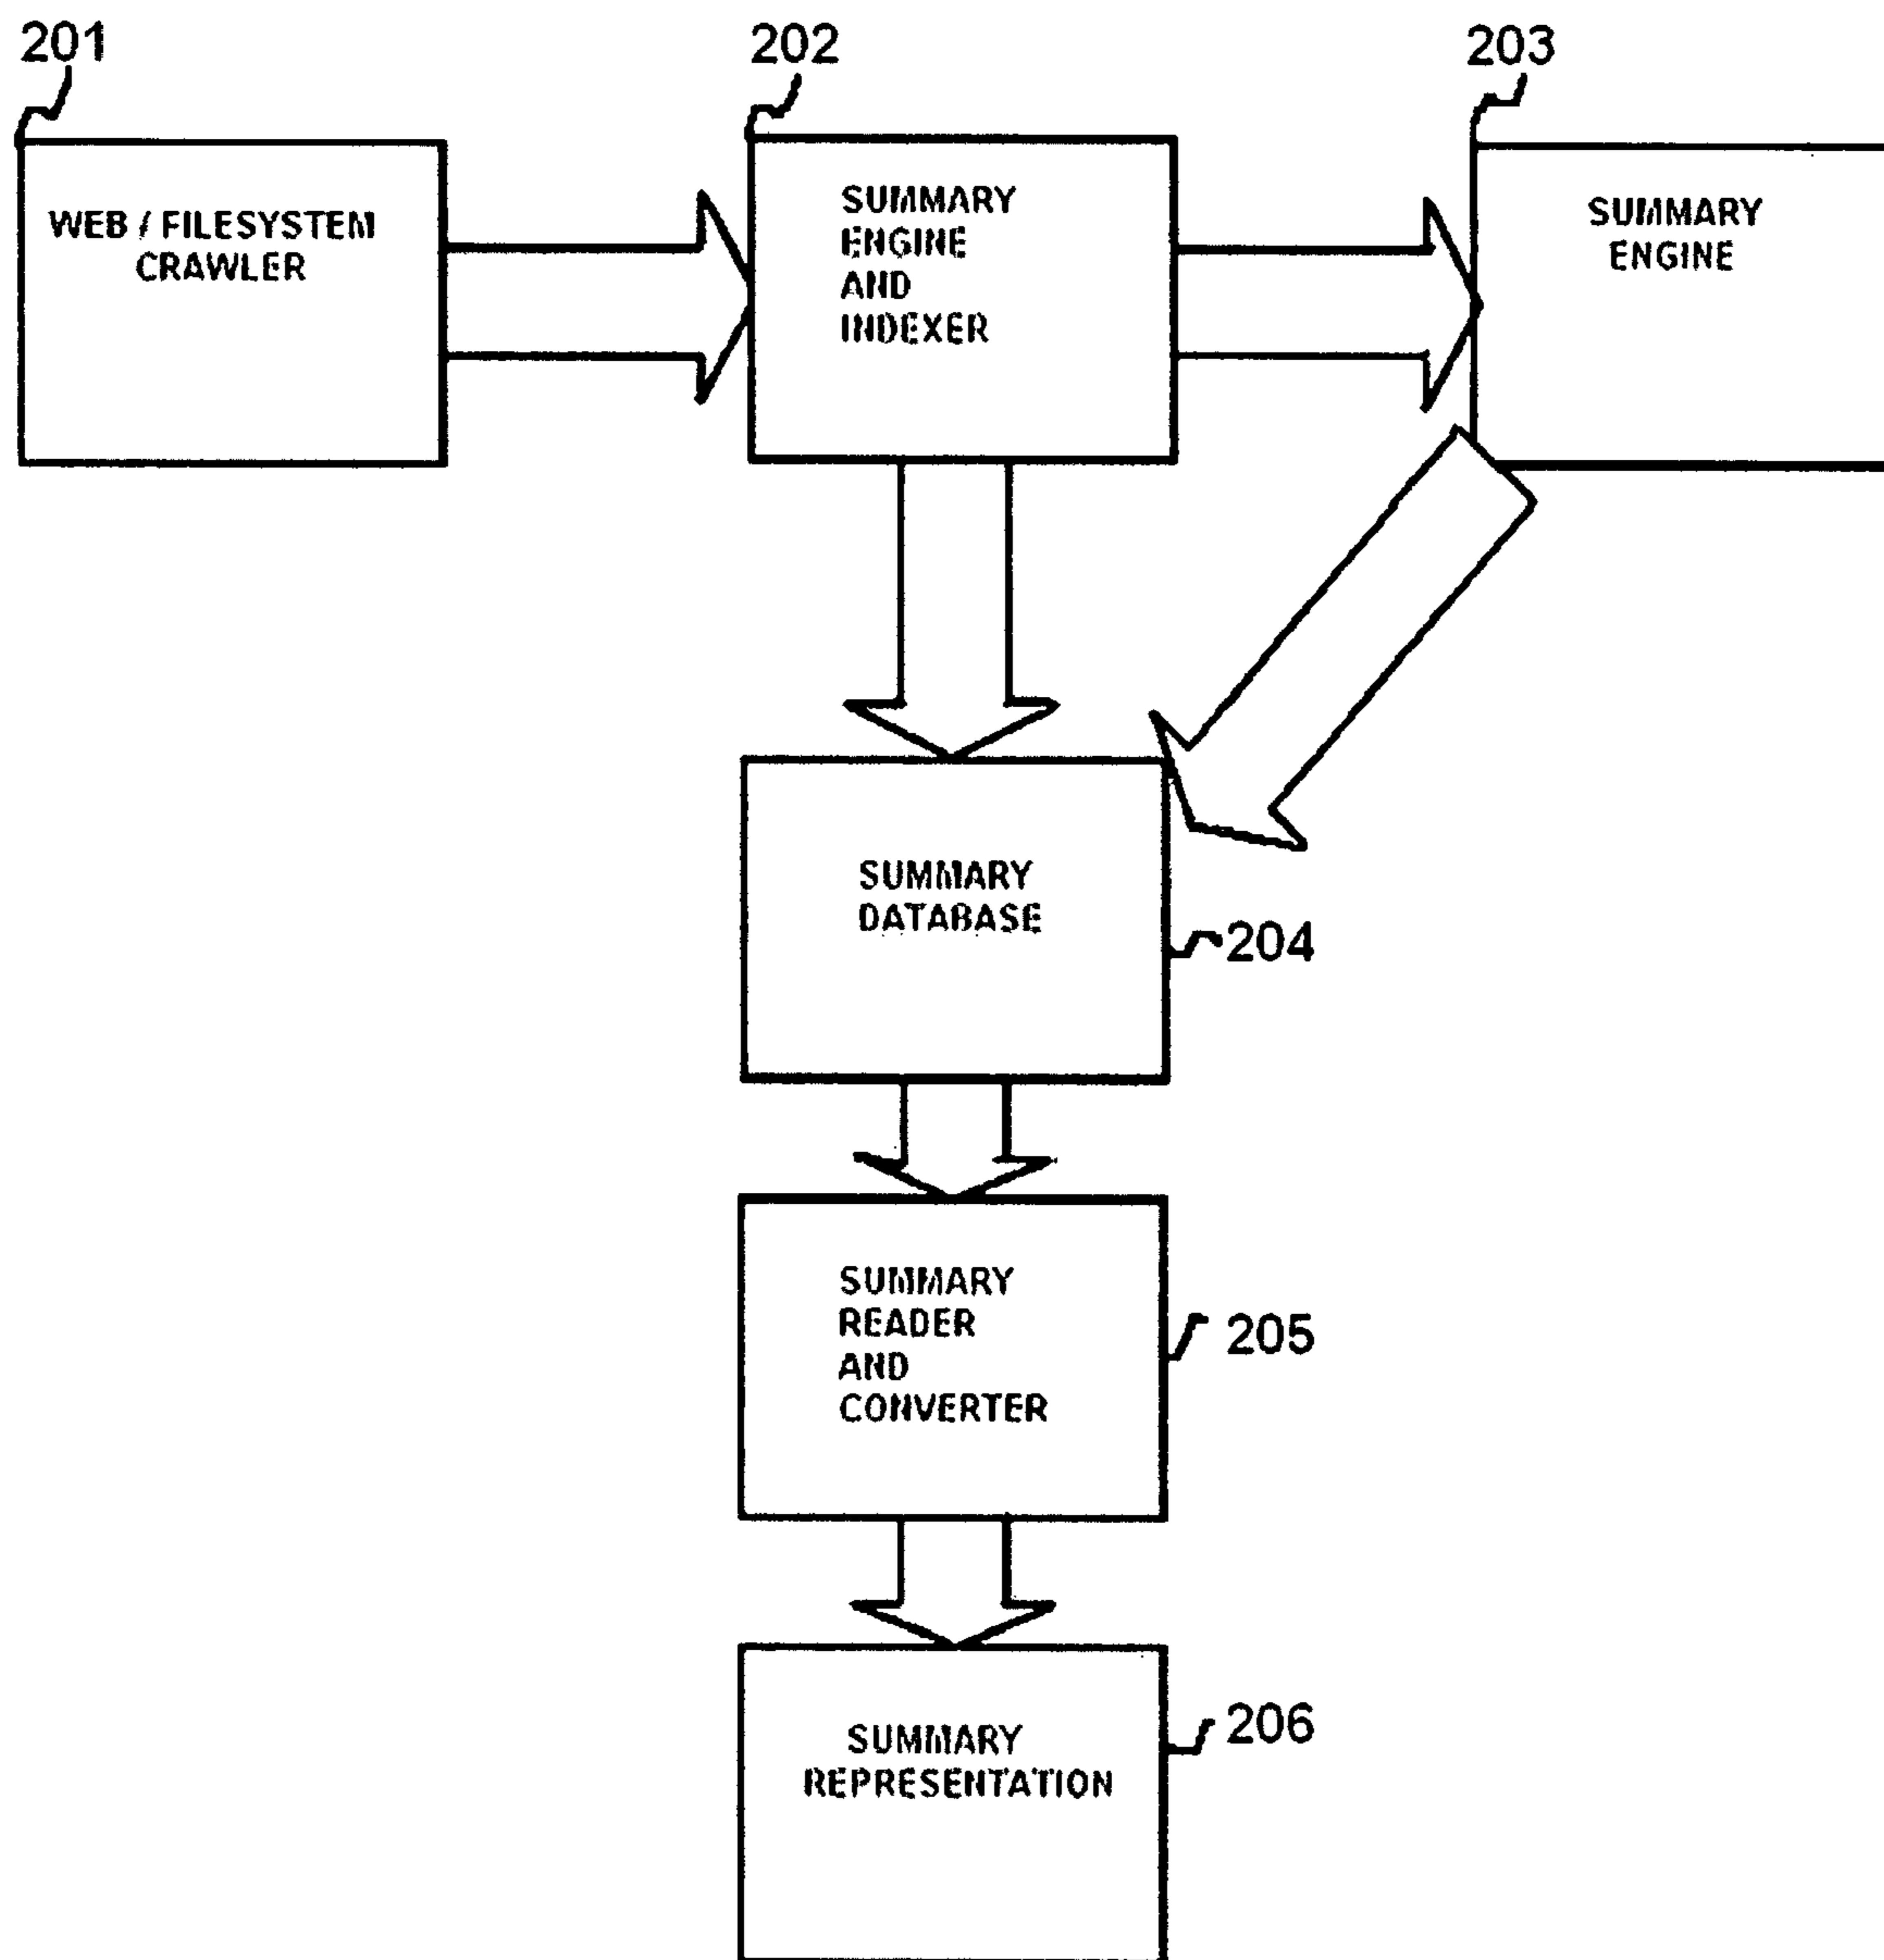 201
202
203
WEB / FILESYSTEM
CRAWLER
SUMMARY
ENGINE
AND
INDEXER
SUMMARY
ENGINE
SUMMARY
DATABASE
204
SUMMARY
READER
AND
CONVERTER
205
SUMMARY
REPRESENTATION
206